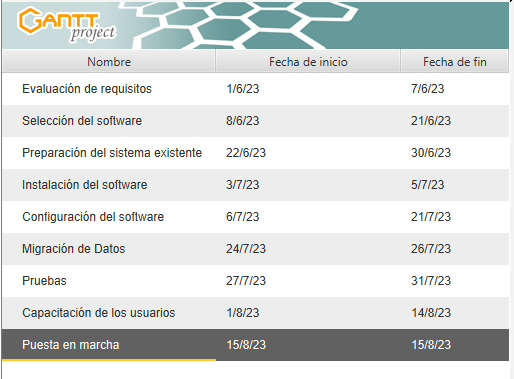 GANTT
project
Nombre Fecha de inicio Fecha de fin
Evaluación de requisitos 1/6/23 7/6/23
Selección del software 8/6/23 21/6/23
Preparación del sistema existente 22/6/23 30/6/23
Instalación del software 3/7/23 5/7/23
Configuración del software 6/7/23 21/7/23
Migración de Datos 24/7/23 26/7/23
Pruebas 27/7/23 31/7/23
Capacitación de los usuarios 1/8/23 14/8/23
Puesta en marcha 15/8/23 15/8/23